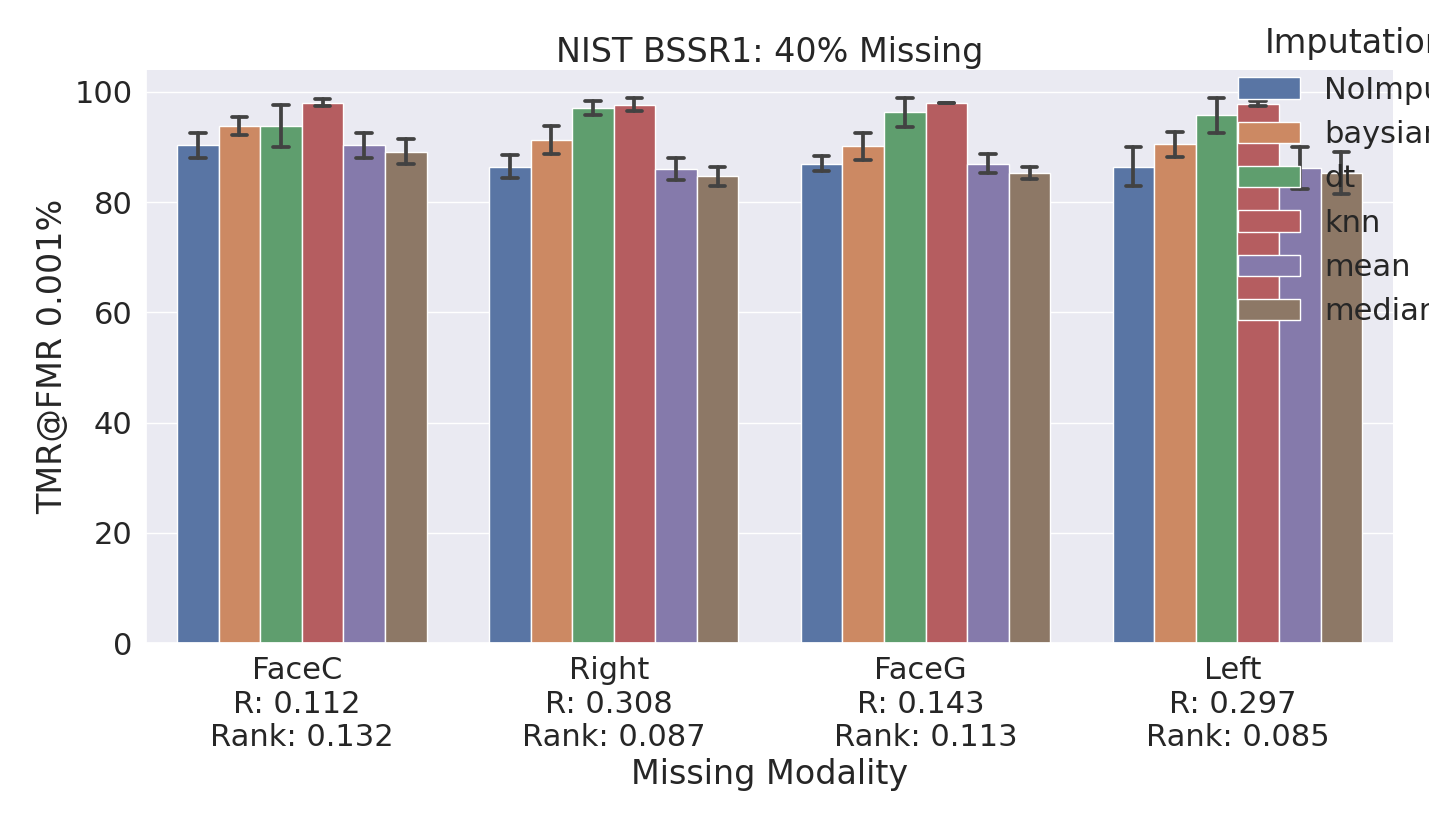 NIST BSSR1: 40% Missing
Imputation
NoImpu
baysian
dt
knn
mean
median
TMR@FMR 0.001%
100
80
60
40
20
0
FaceC
R: 0.112
Rank: 0.132
Right
R: 0.308
Rank: 0.087
FaceG
R: 0.143
Rank: 0.113
Left
R: 0.297
Rank: 0.085
Missing Modality